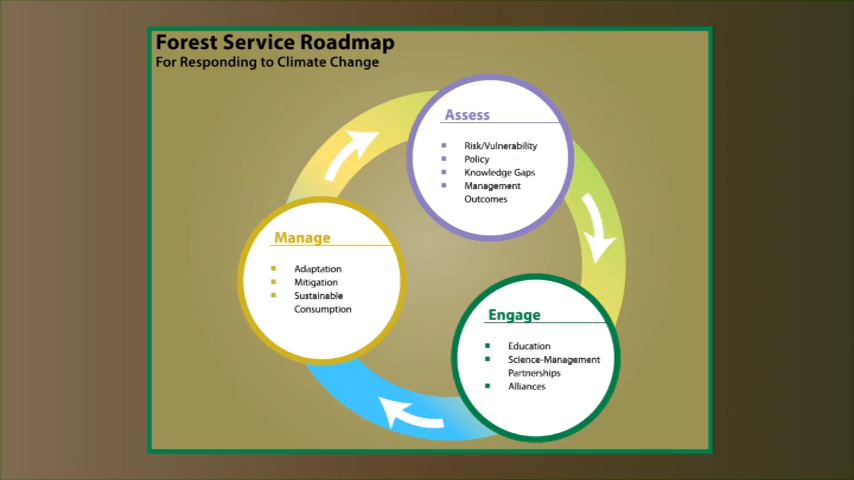 Forest Service Roadmap
For Responding to Climate Change
Assess
▪ Risk/Vulnerability
▪ Policy
▪ Knowledge Gaps
▪ Management
Outcomes
Manage
▪ Adaptation
▪ Mitigation
▪ Sustainable
Consumption
Engage
▪ Education
▪ Science-Management
Partnerships
▪ Alliances